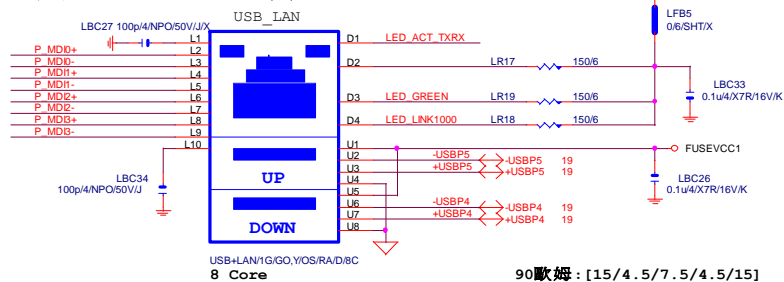 USB_LAN
LFB5
0/6/SHT/X
LBC27 100p/4/NPO/50V/J/X
L1
L2
L3
L4
L5
L6
L7
L8
L9
L10
P_MDI0+
P_MDI0-
P_MDI1+
P_MDI1-
P_MDI2+
P_MDI2-
P_MDI3+
P_MDI3-
D1 LED_ACT_TXRX
D2 LR17 150/6
D3 LED_GREEN LR19 150/6
D4 LED_LINK1000 LR18 150/6
LBC33
0.1u/4/X7R/16V/K
U1
U2
U3
U4
U5
U6
U7
U8
FUSEVCC1
-USBP5 -USBP5 19
+USBP5 +USBP5 19
-USBP4 -USBP4 19
+USBP4 +USBP4 19
LBC26
0.1u/4/X7R/16V/K
LBC34
100p/4/NPO/50V/J
UP
DOWN
USB+LAN/1G/GO,Y/OS/RA/D/8C
8 Core
90歐姆:[15/4.5/7.5/4.5/15]